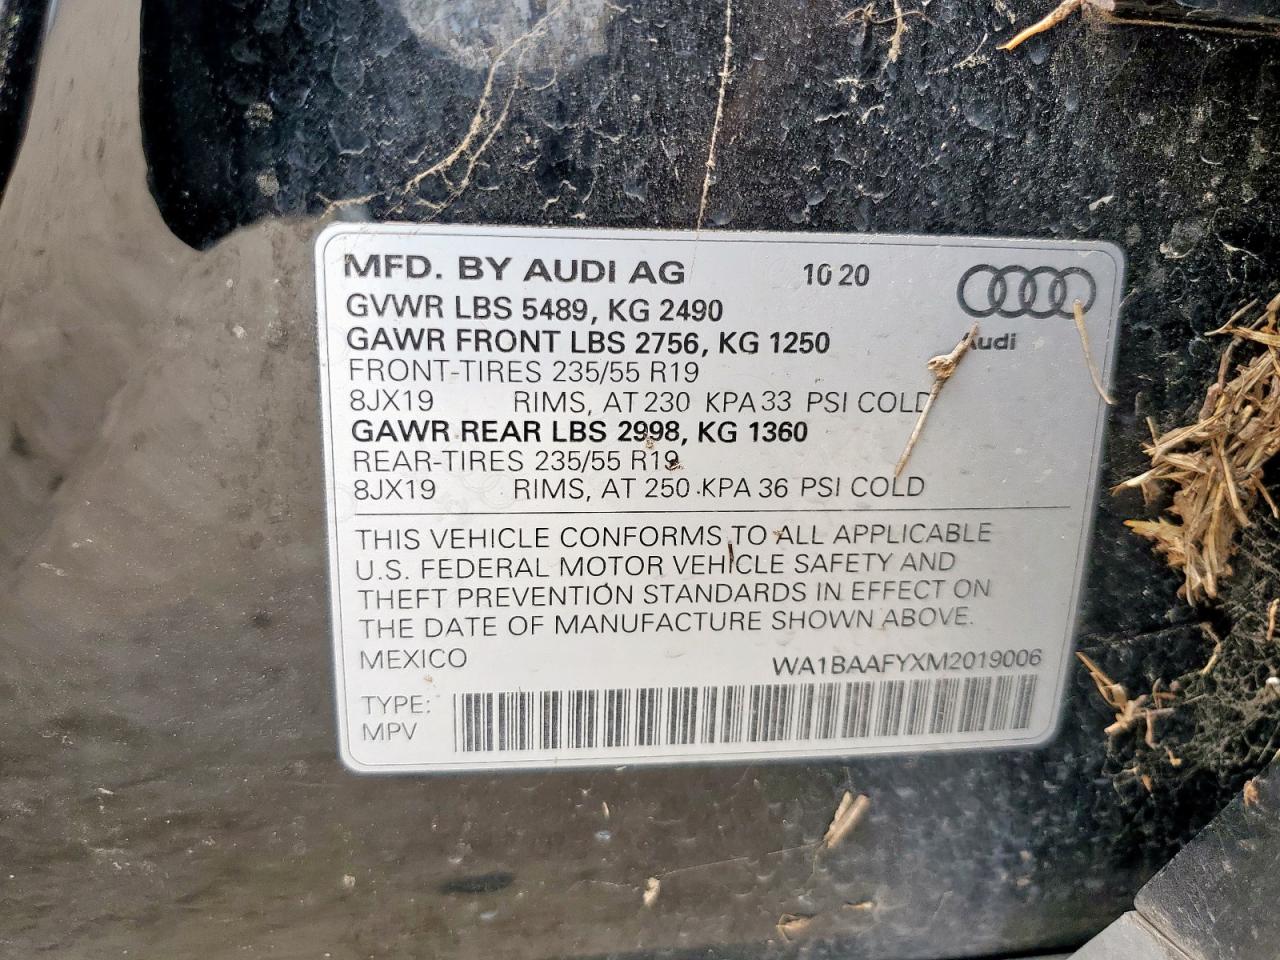 MFD. BY AUDI AG 10 20
GVWR LBS 5489, KG 2490
GAWR FRONT LBS 2756, KG 1250
Audi
FRONT-TIRES 235/55 R19
8JX19 RIMS, AT 230 KPA 33 PSI COLD
GAWR REAR LBS 2998, KG 1360
REAR-TIRES 235/55 R19
8JX19 RIMS, AT 250 KPA 36 PSI COLD
THIS VEHICLE CONFORMS TO ALL APPLICABLE
U.S. FEDERAL MOTOR VEHICLE SAFETY AND
THEFT PREVENTION STANDARDS IN EFFECT ON
THE DATE OF MANUFACTURE SHOWN ABOVE.
MEXICO WA1BAAFYXM2019006
TYPE:
MPV